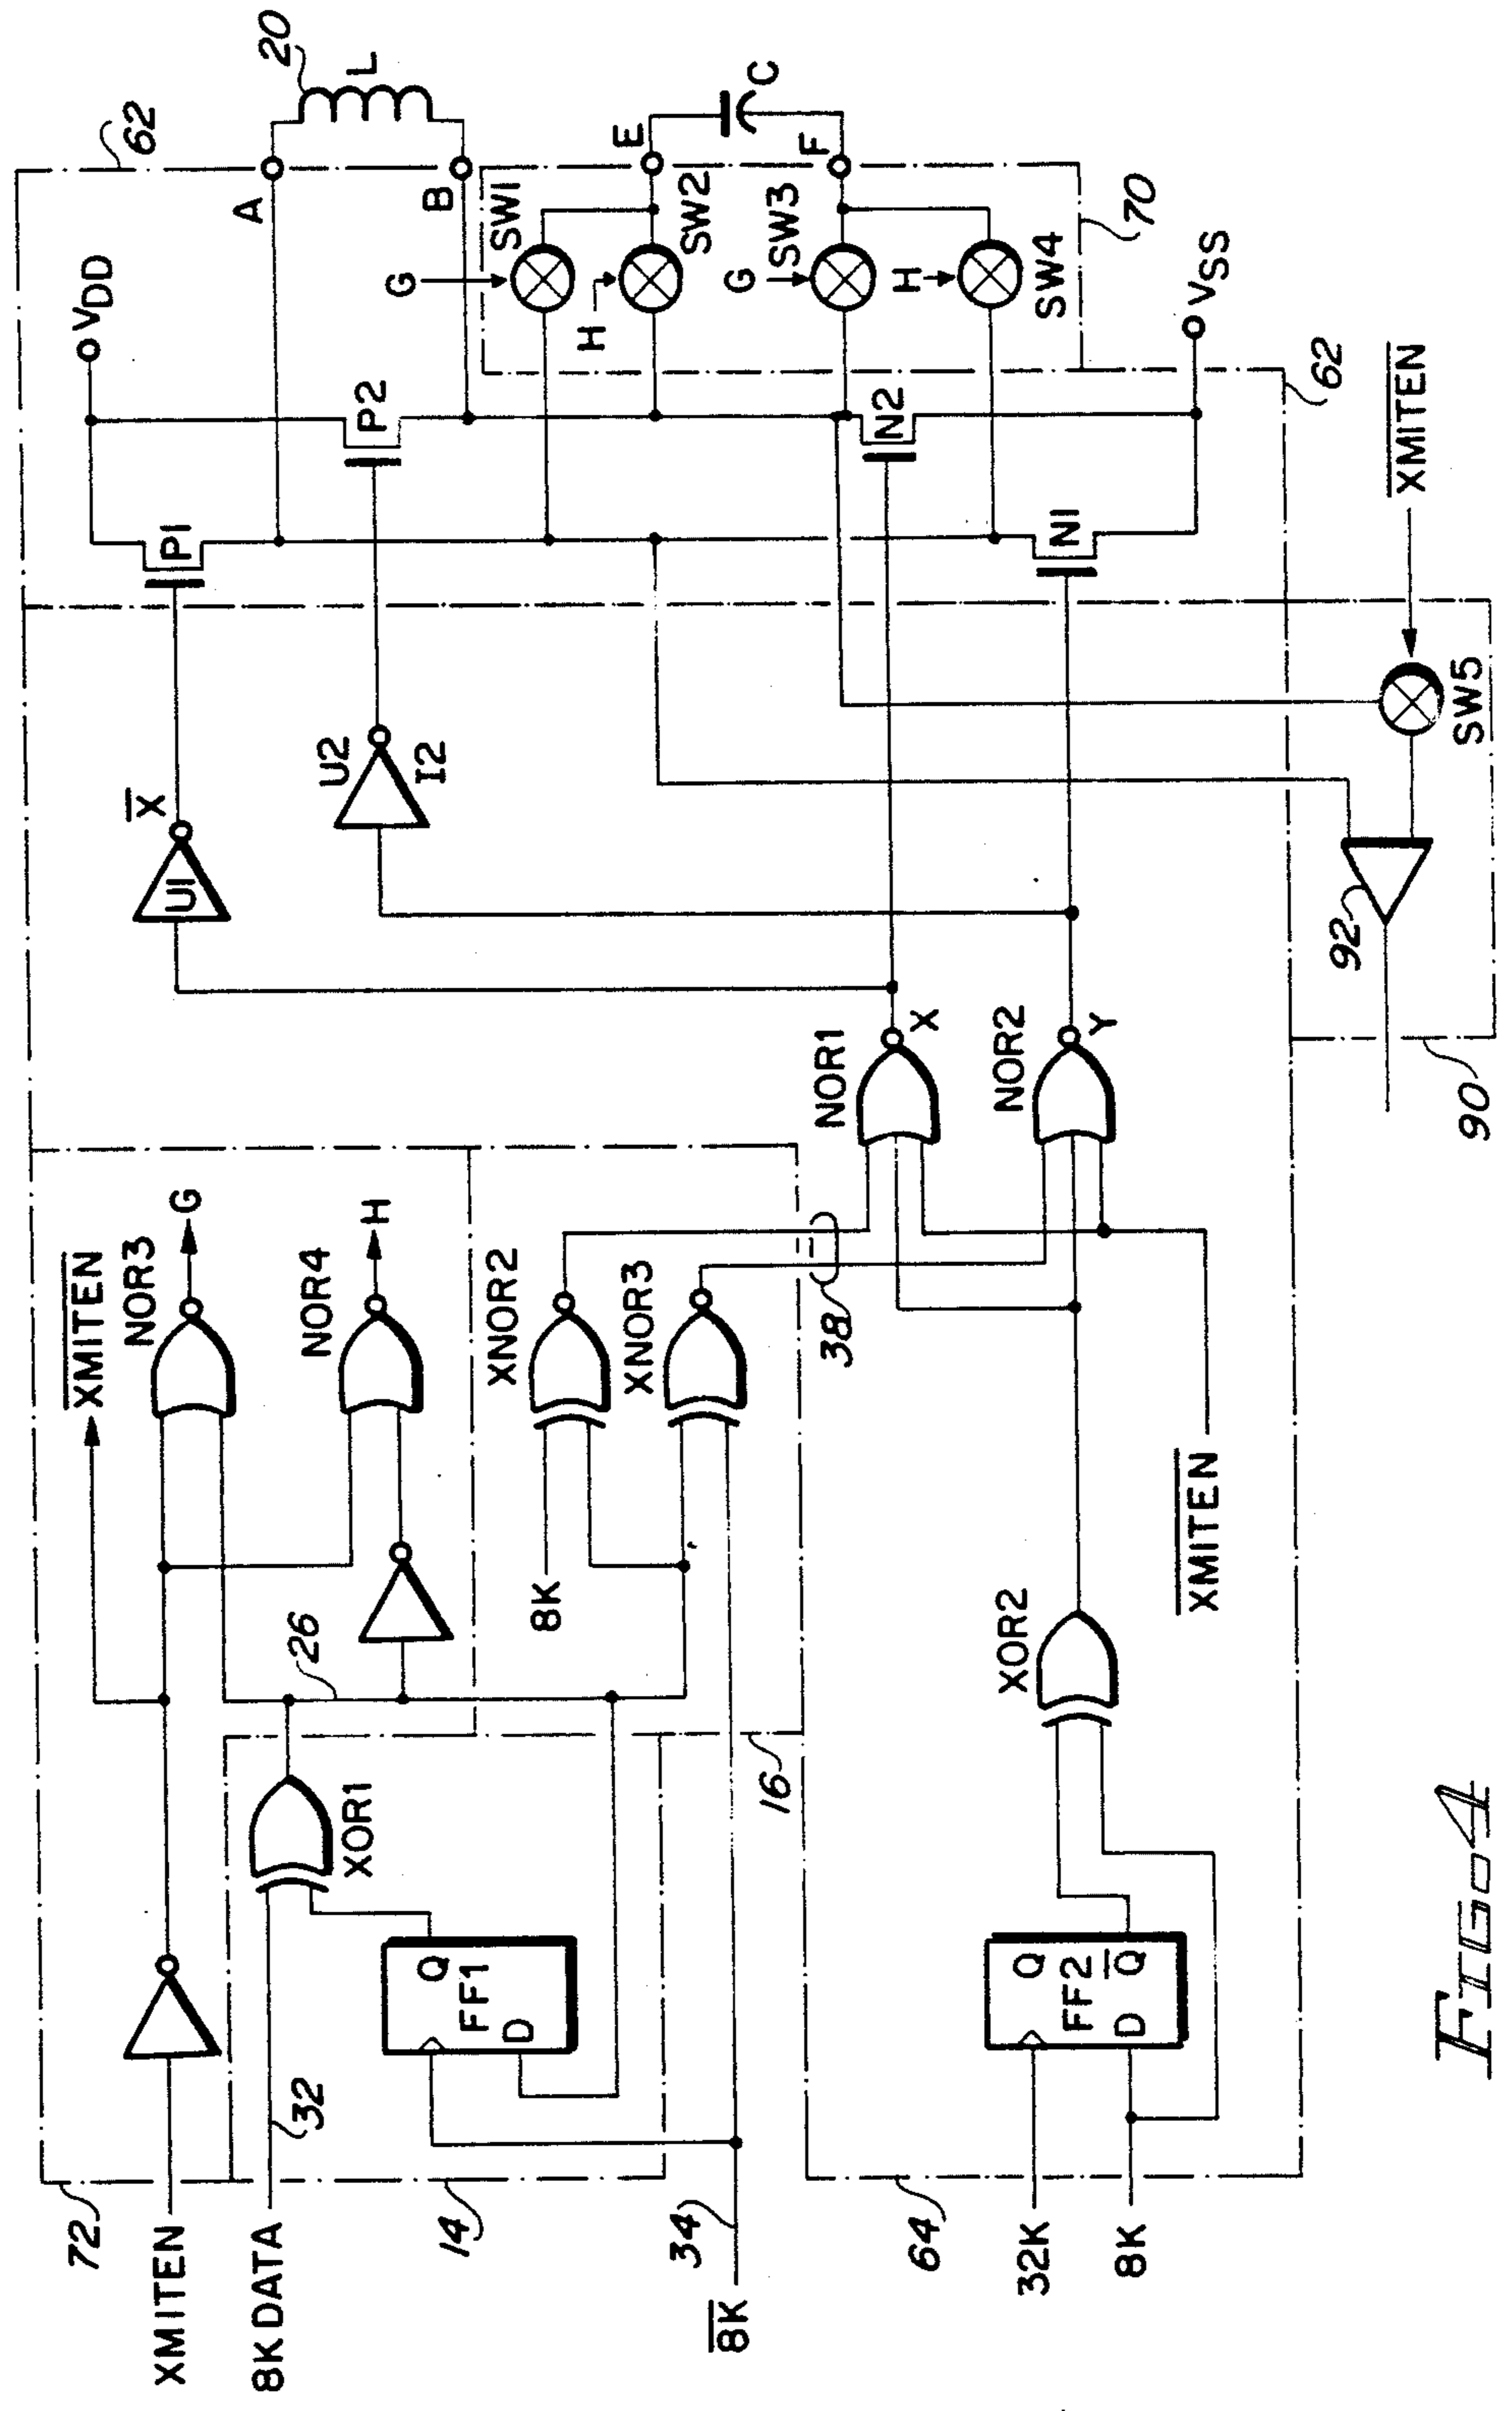 62
20
L
A
B
VDD
P1
P2
SW1
SW2
SW3
SW4
G
H
G
H
E
F
C
70
VSS
N2
N1
62
XMITEN
SW5
92
90
X
U1
U2
I2
NOR1
X
NOR2
Y
XMITEN
NOR3
G
NOR4
H
XNOR2
XNOR3
38
8K
26
16
XOR1
XOR2
XMITEN
Q
FF1
D
Q
FF2
Q
D
72
XMITEN
8K DATA
32
14
34
8K
64
32K
8K
FIG. 4